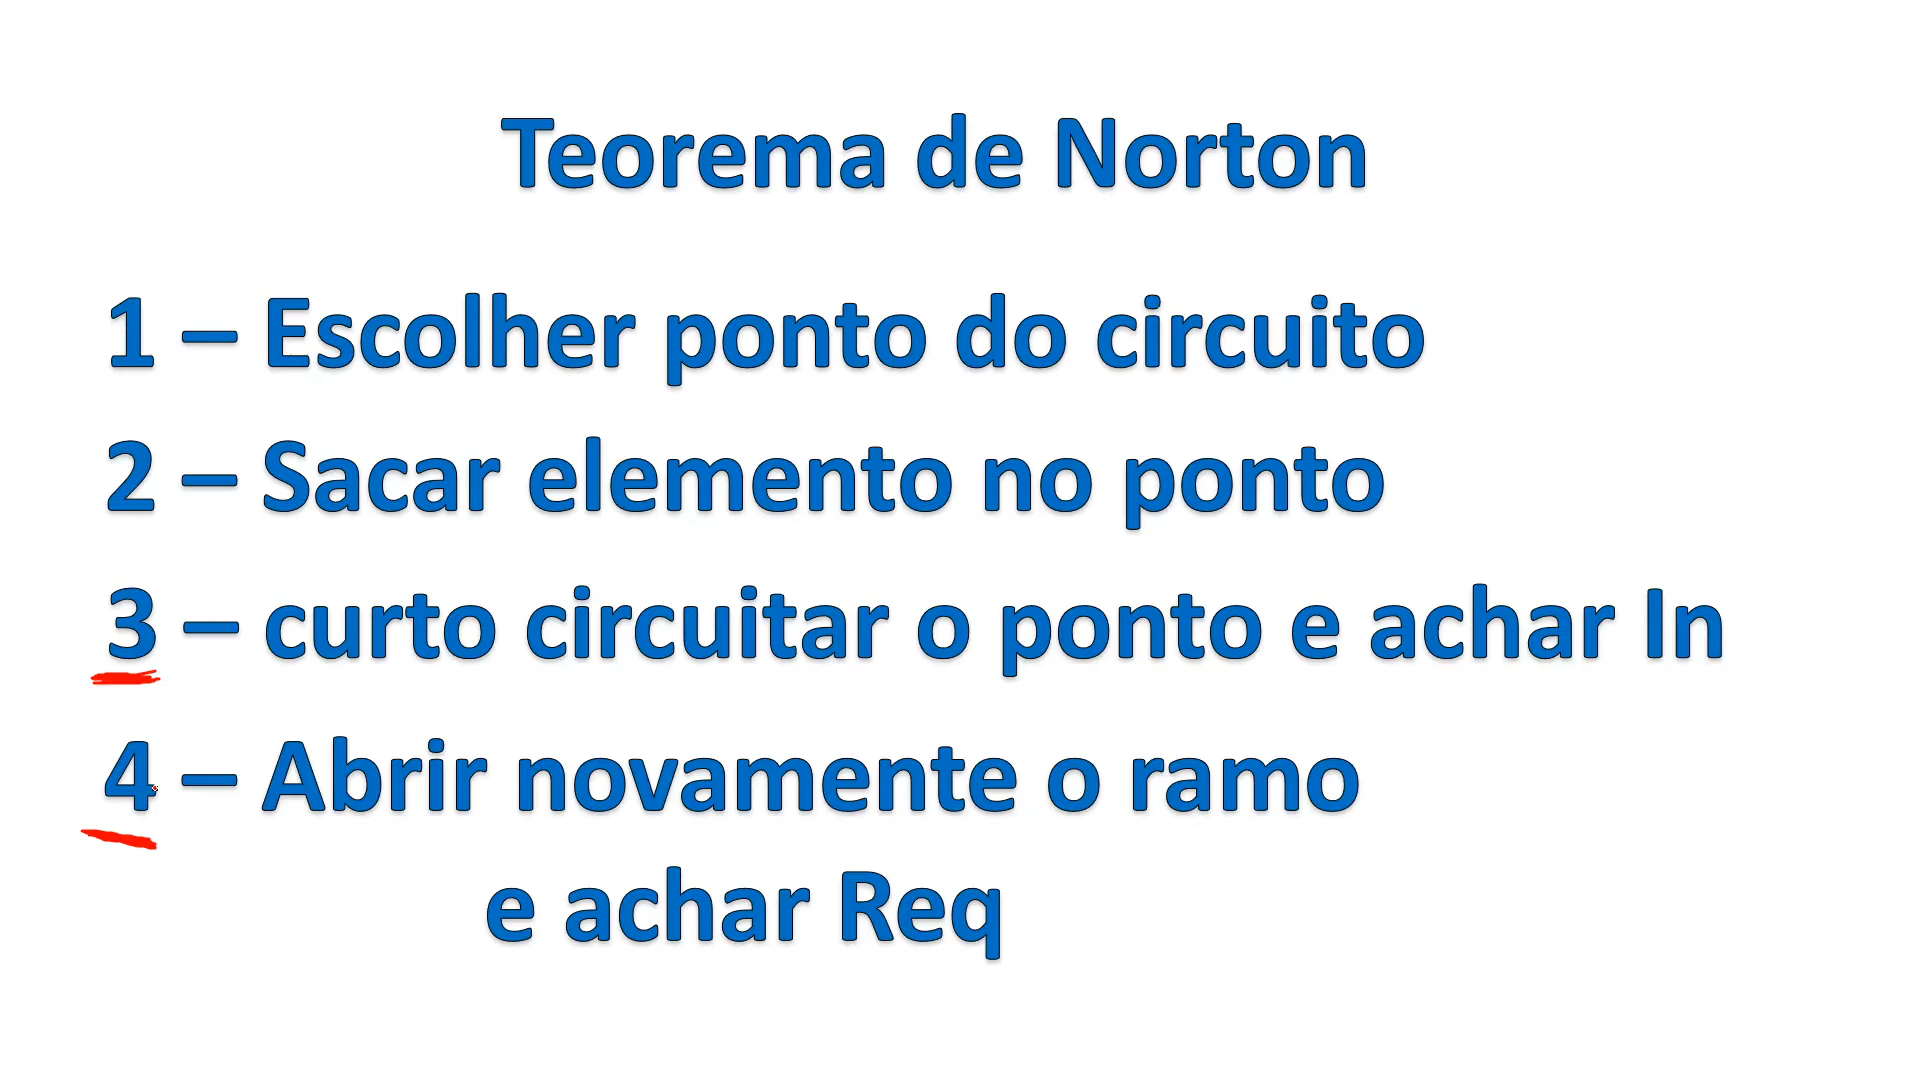 Teorema de Norton
1 – Escolher ponto do circuito
2 – Sacar elemento no ponto
3 – curto circuitar o ponto e achar In
4 – Abrir novamente o ramo
e achar Req